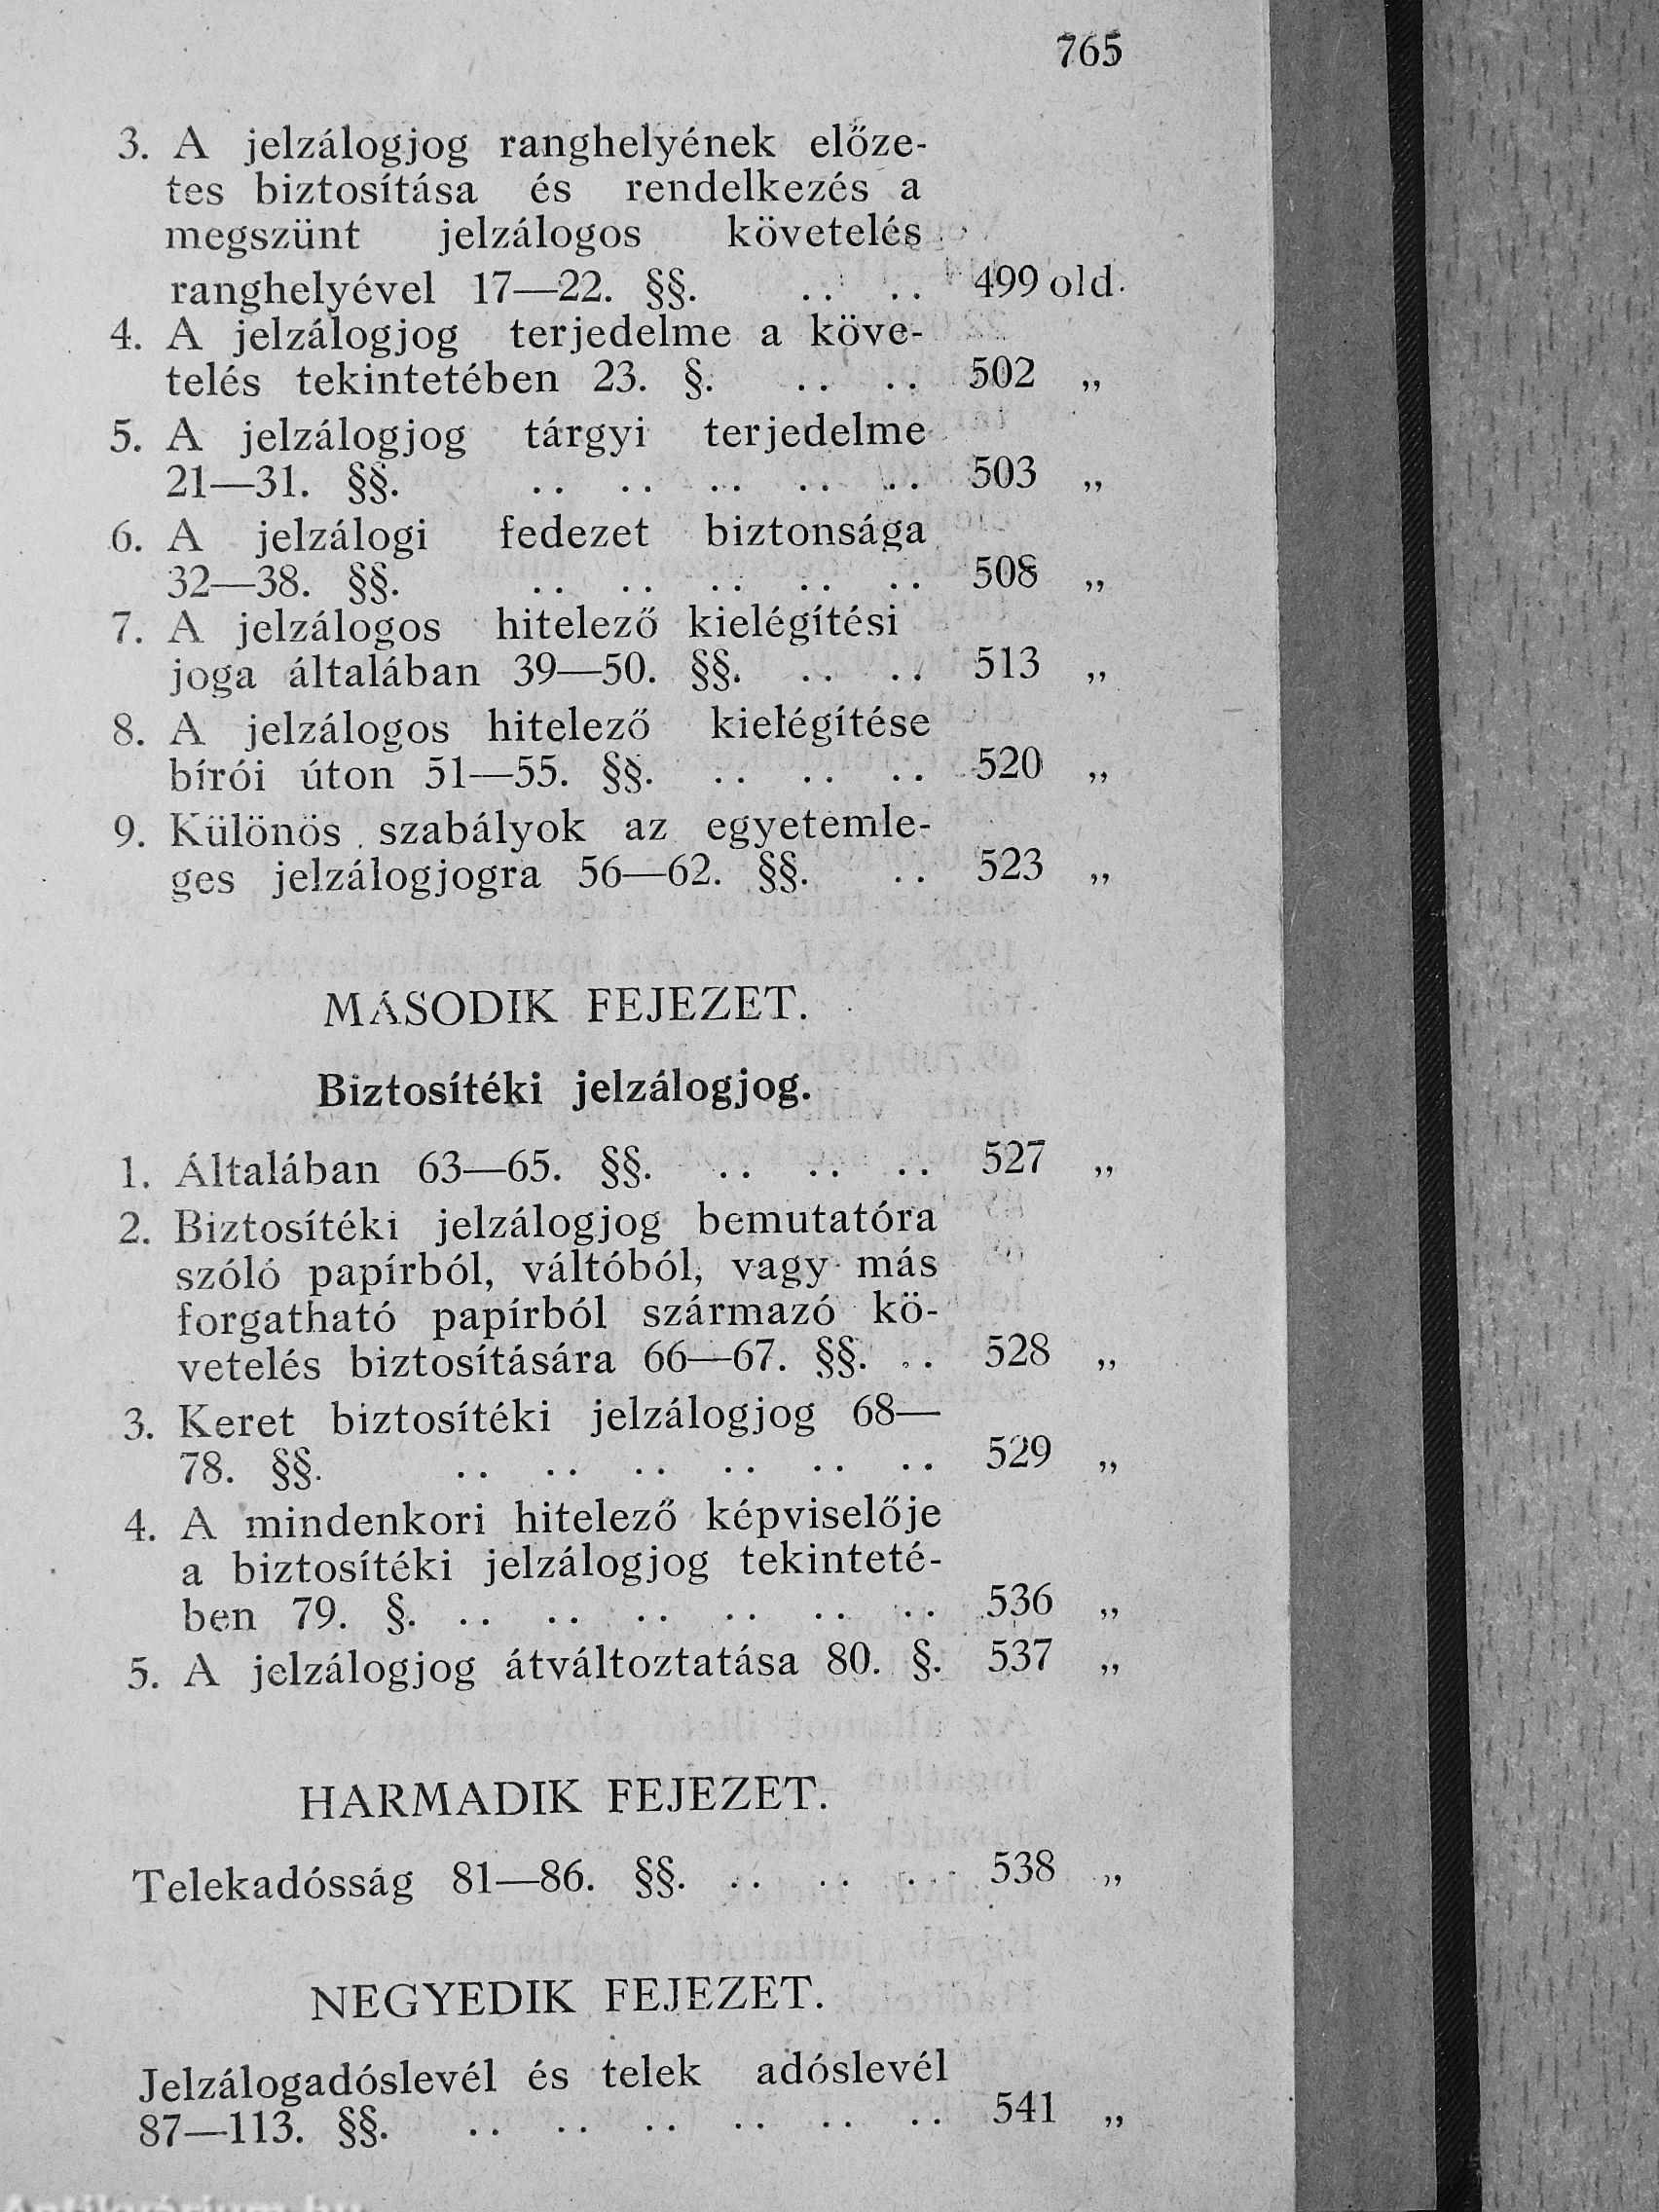 765
3. A jelzálogjog ranghelyének előze-
tes biztosítása és rendelkezés a
megszünt jelzálogos követelés
ranghelyével 17—22. §§. .. .. 499 old.
4. A jelzálogjog terjedelme a köve-
telés tekintetében 23. §. .. .. 502 „
5. A jelzálogjog tárgyi terjedelme
21—31. §§. .. .. .. .. .. 503 „
6. A jelzálogi fedezet biztonsága
32—38. §§. .. .. .. .. .. 508 „
7. A jelzálogos hitelező kielégítési
joga általában 39—50. §§. .. .. 513 „
8. A jelzálogos hitelező kielégítése
bírói úton 51—55. §§. .. .. .. 520 „
9. Különös szabályok az egyetemle-
ges jelzálogjogra 56—62. §§. .. 523 „
MÁSODIK FEJEZET.
Biztosítéki jelzálogjog.
1. Általában 63—65. §§. .. .. .. 527 „
2. Biztosítéki jelzálogjog bemutatóra
szóló papírból, váltóból, vagy más
forgatható papírból származó kö-
vetelés biztosítására 66—67. §§. .. 528 „
3. Keret biztosítéki jelzálogjog 68—
78. §§. .. .. .. .. .. .. 529 „
4. A mindenkori hitelező képviselője
a biztosítéki jelzálogjog tekinteté-
ben 79. §. .. .. .. .. .. .. 536 „
5. A jelzálogjog átváltoztatása 80. §. 537 „
HARMADIK FEJEZET.
Telekadósság 81—86. §§. .. .. .. 538 „
NEGYEDIK FEJEZET.
Jelzálogadóslevél és telek adóslevél
87—113. §§. .. .. .. .. .. .. 541 „